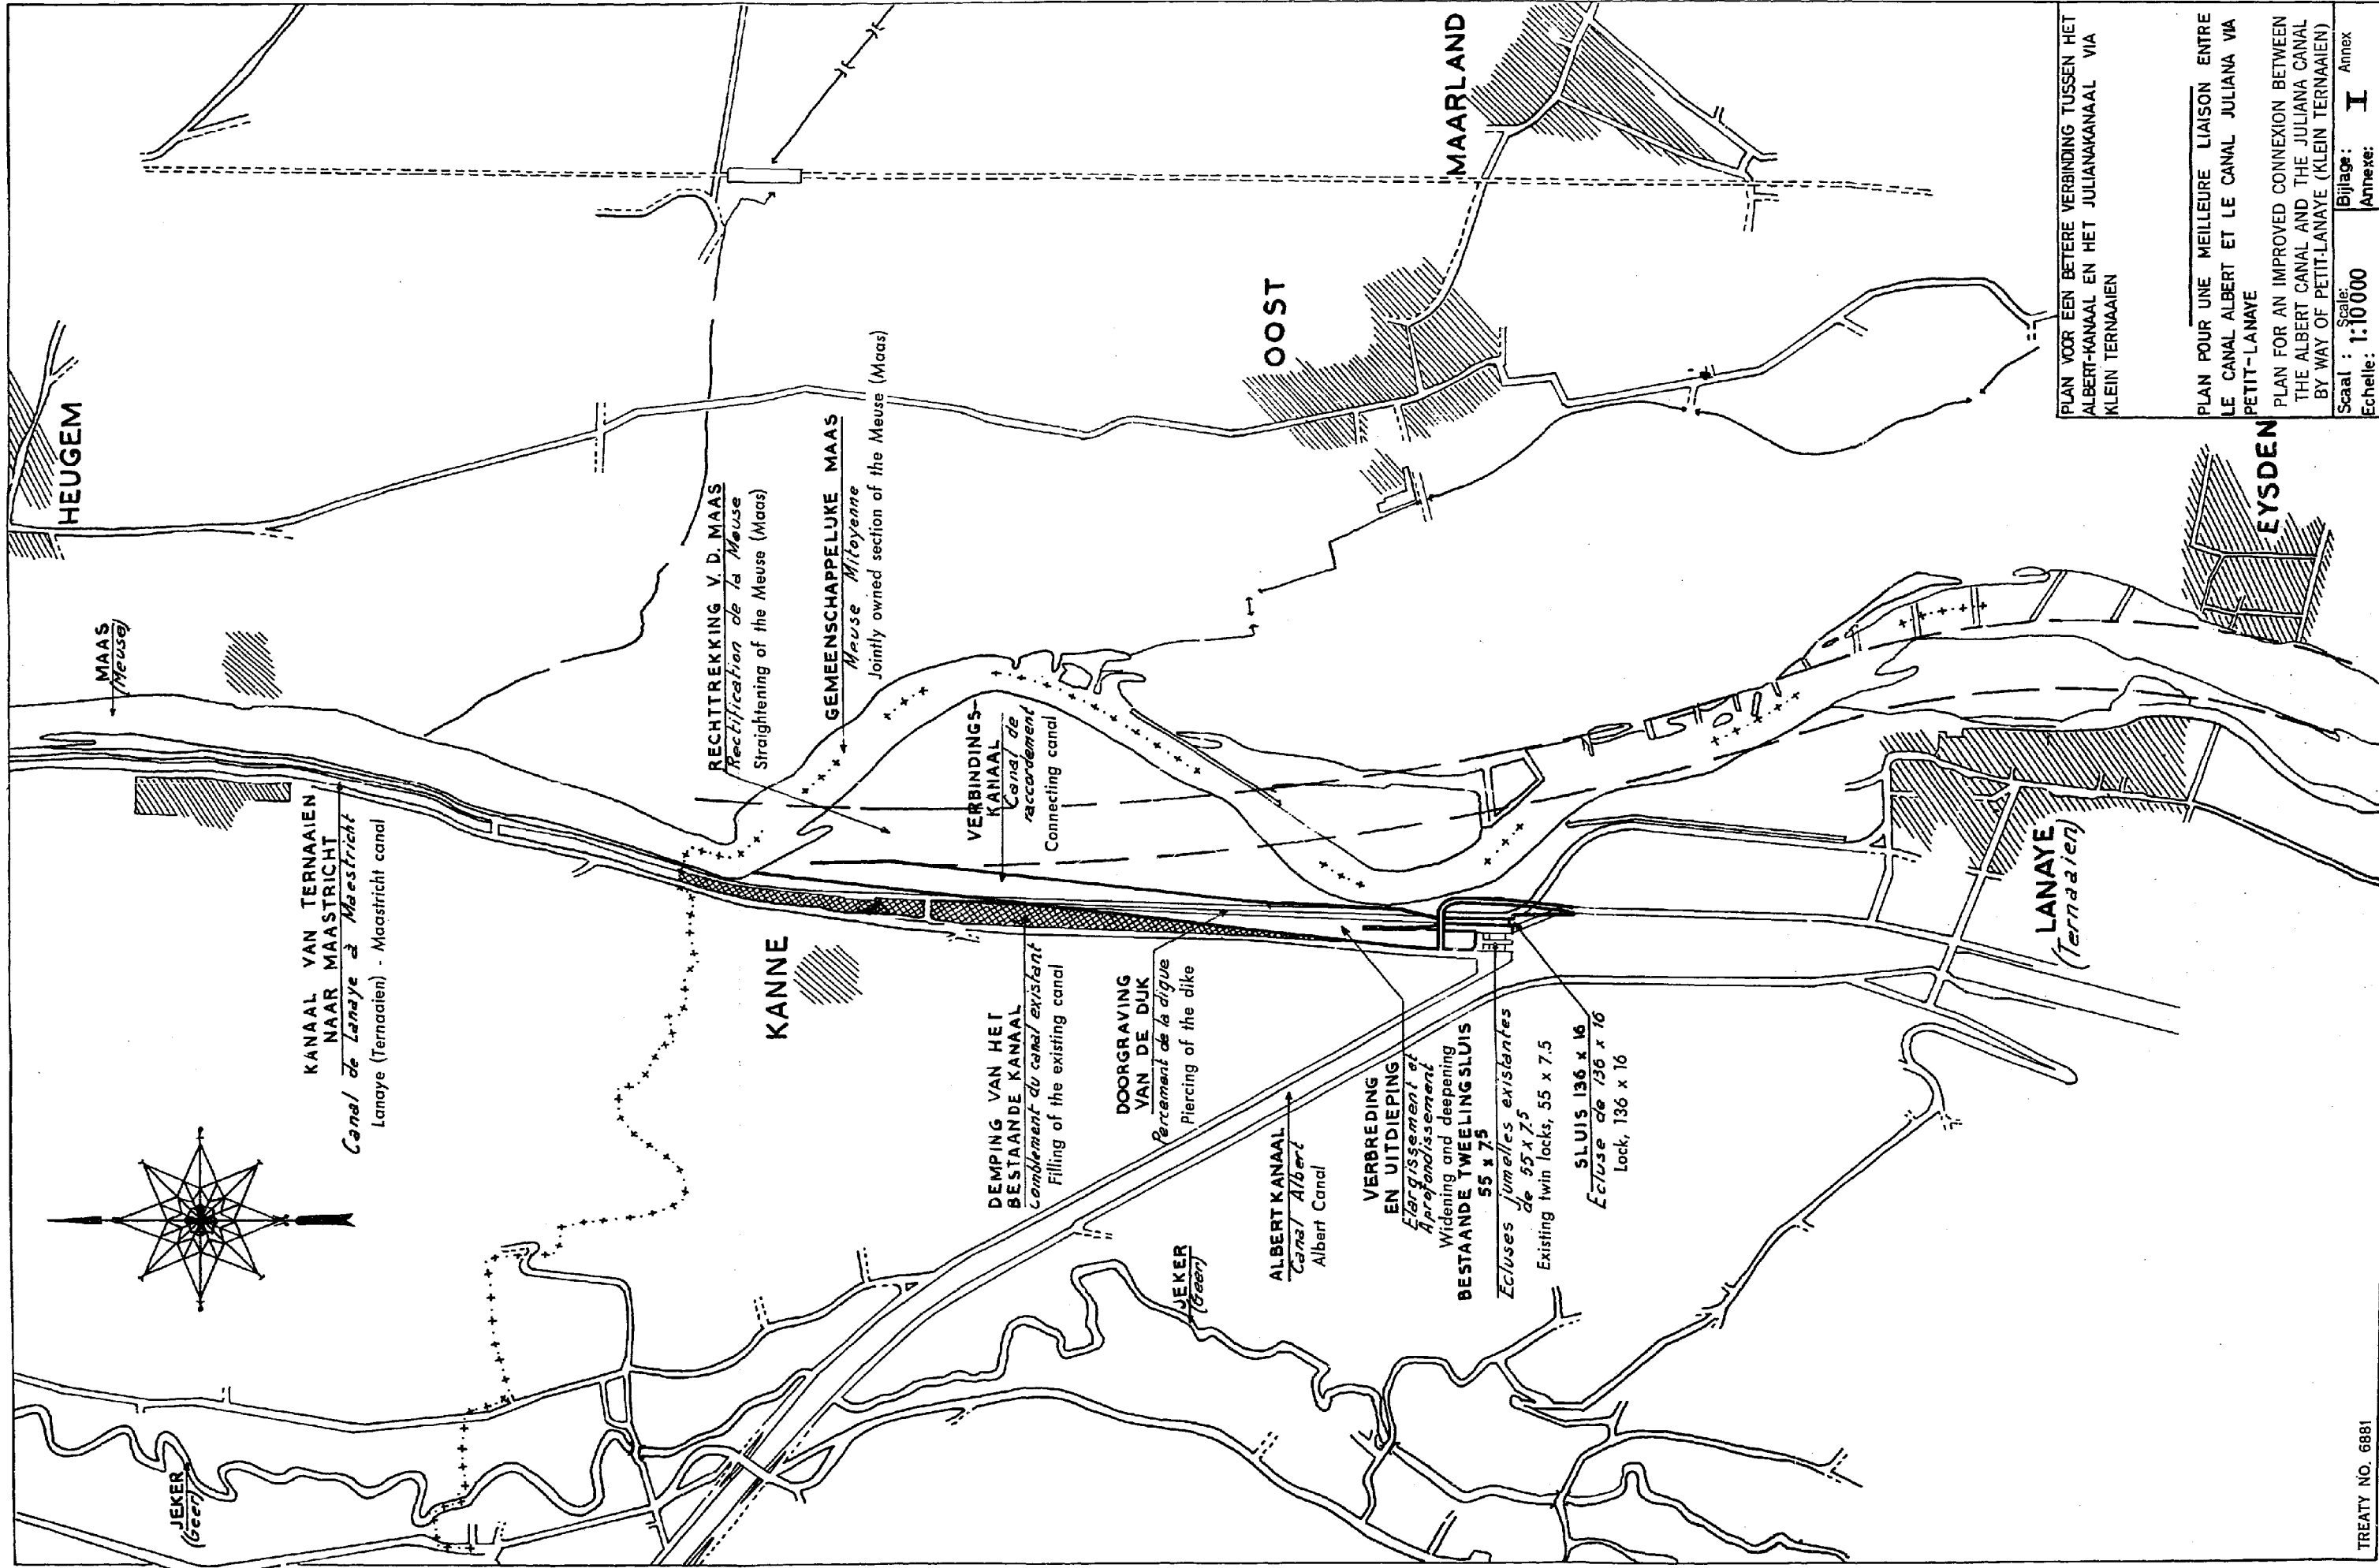 HEUGEM
MAAS
(Meuse)
KANAAL VAN TERNAAIEN
NAAR MAASTRICHT
Canal de Lanaye à Maestricht
Lanaye (Ternaaien) - Maastricht canal
JEKER
(Geer)
RECHTTREKKING V. D. MAAS
Rectification de la Meuse
Straightening of the Meuse (Maas)
GEMEENSCHAPPELIJKE MAAS
Meuse Mitoyenne
Jointly owned section of the Meuse (Maas)
KANNE
VERBINDINGS-
KANAAL
Canal de
raccordement
Connecting canal
DEMPING VAN HET
BESTAANDE KANAAL
Comblement du canal existant
Filling of the existing canal
DOORGRAVING
VAN DE DIJK
Percement de la digue
Piercing of the dike
JEKER
(Geer)
ALBERTKANAAL
Canal Albert
Albert Canal
VERBREDING
EN UITDIEPING
Elargissement et
Aprofondissement
Widening and deepening
BESTAANDE TWEELINGSLUIS
55 x 7.5
Ecluses jumelles existantes
de 55 x 7.5
Existing twin locks, 55 x 7.5
SLUIS 136 x 16
Ecluse de 136 x 16
Lock, 136 x 16
OOST
MAARLAND
LANAYE
(Ternaaien)
EYSDEN
PLAN VOOR EEN BETERE VERBINDING TUSSEN HET
ALBERT-KANAAL EN HET JULIANAKANAAL VIA
KLEIN TERNAAIEN
PLAN POUR UNE MEILLEURE LIAISON ENTRE
LE CANAL ALBERT ET LE CANAL JULIANA VIA
PETIT-LANAYE
PLAN FOR AN IMPROVED CONNEXION BETWEEN
THE ALBERT CANAL AND THE JULIANA CANAL
BY WAY OF PETIT-LANAYE (KLEIN TERNAAIEN)
Scaal : Scale:
Echelle: 1:10000
Bijlage: Annex
Annexe: I
TREATY NO. 6881